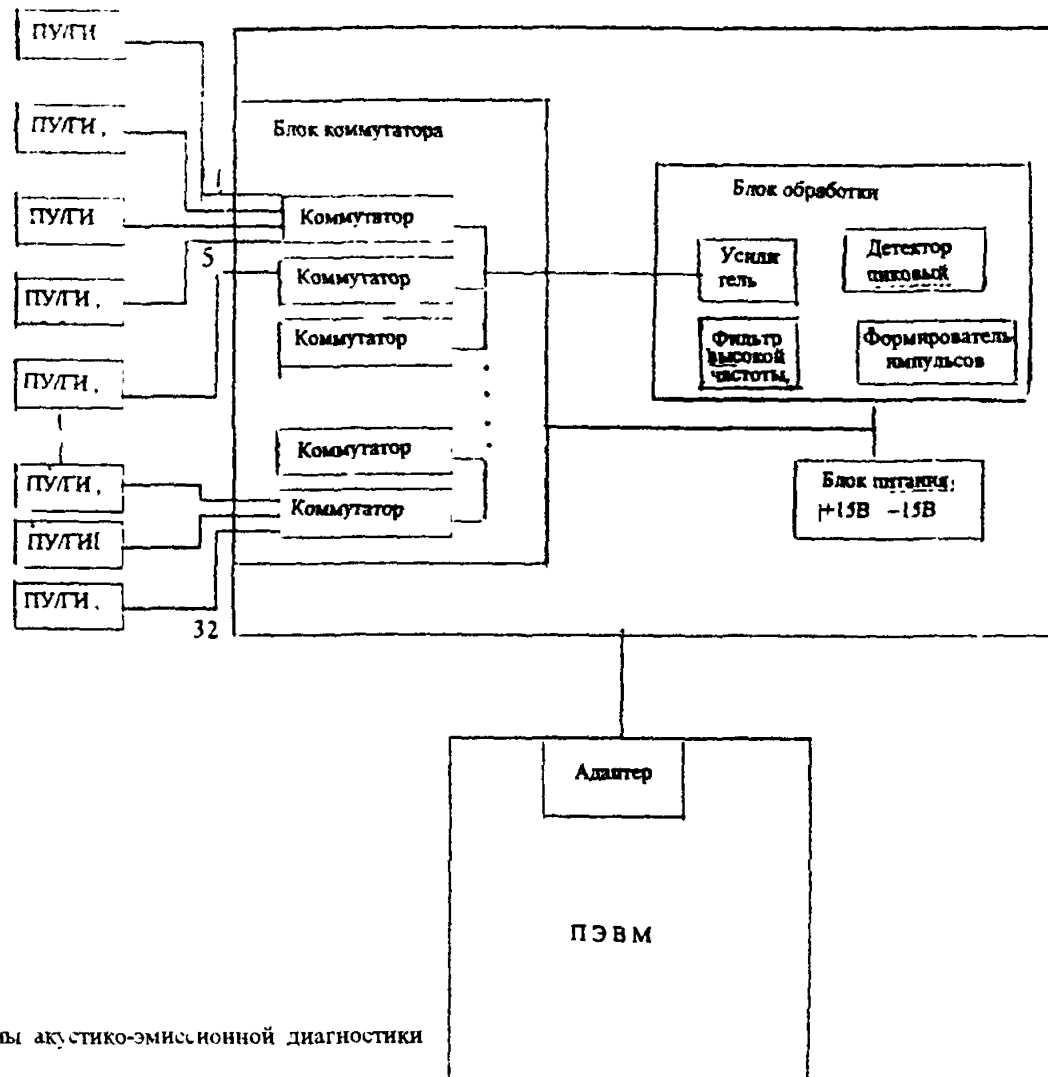 ПУ/ГИ
ПУ/ГИ
ПУ/ГИ
ПУ/ГИ
ПУ/ГИ
ПУ/ГИ
ПУ/ГИ
ПУ/ГИ
1
5
32
Блок коммутатора
Коммутатор
Коммутатор
Коммутатор
Коммутатор
Коммутатор
Блок обработки
Усили
тель
Детектор
пиковый
Фильтр
высокой
частоты,
Формирователь
импульсов
Блок питания:
+15В -15В
Адаптер
ПЭВМ
акустико-эмиссионной диагностики